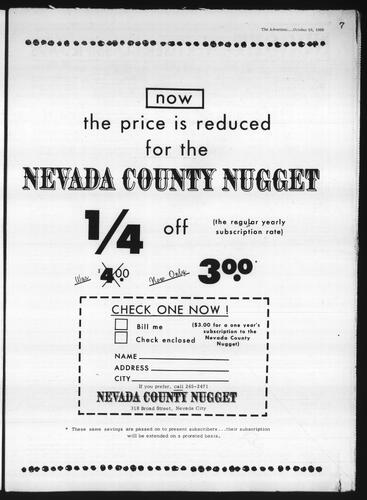 The Advertiser...October 10, 1968
7
now
the price is reduced
for the
NEVADA COUNTY NUGGET
1/4 off
(the regular yearly
subscription rate)
Was $4.00 Now Only 3.00*
CHECK ONE NOW !
Bill me
Check enclosed
($3.00 for a one year's
subscription to the
Nevada County
Nugget)
NAME
ADDRESS
CITY
If you prefer, call 265-2471
NEVADA COUNTY NUGGET
318 Broad Street, Nevada City
* These same savings are passed on to present subscribers...their subscription
will be extended on a prorated basis.